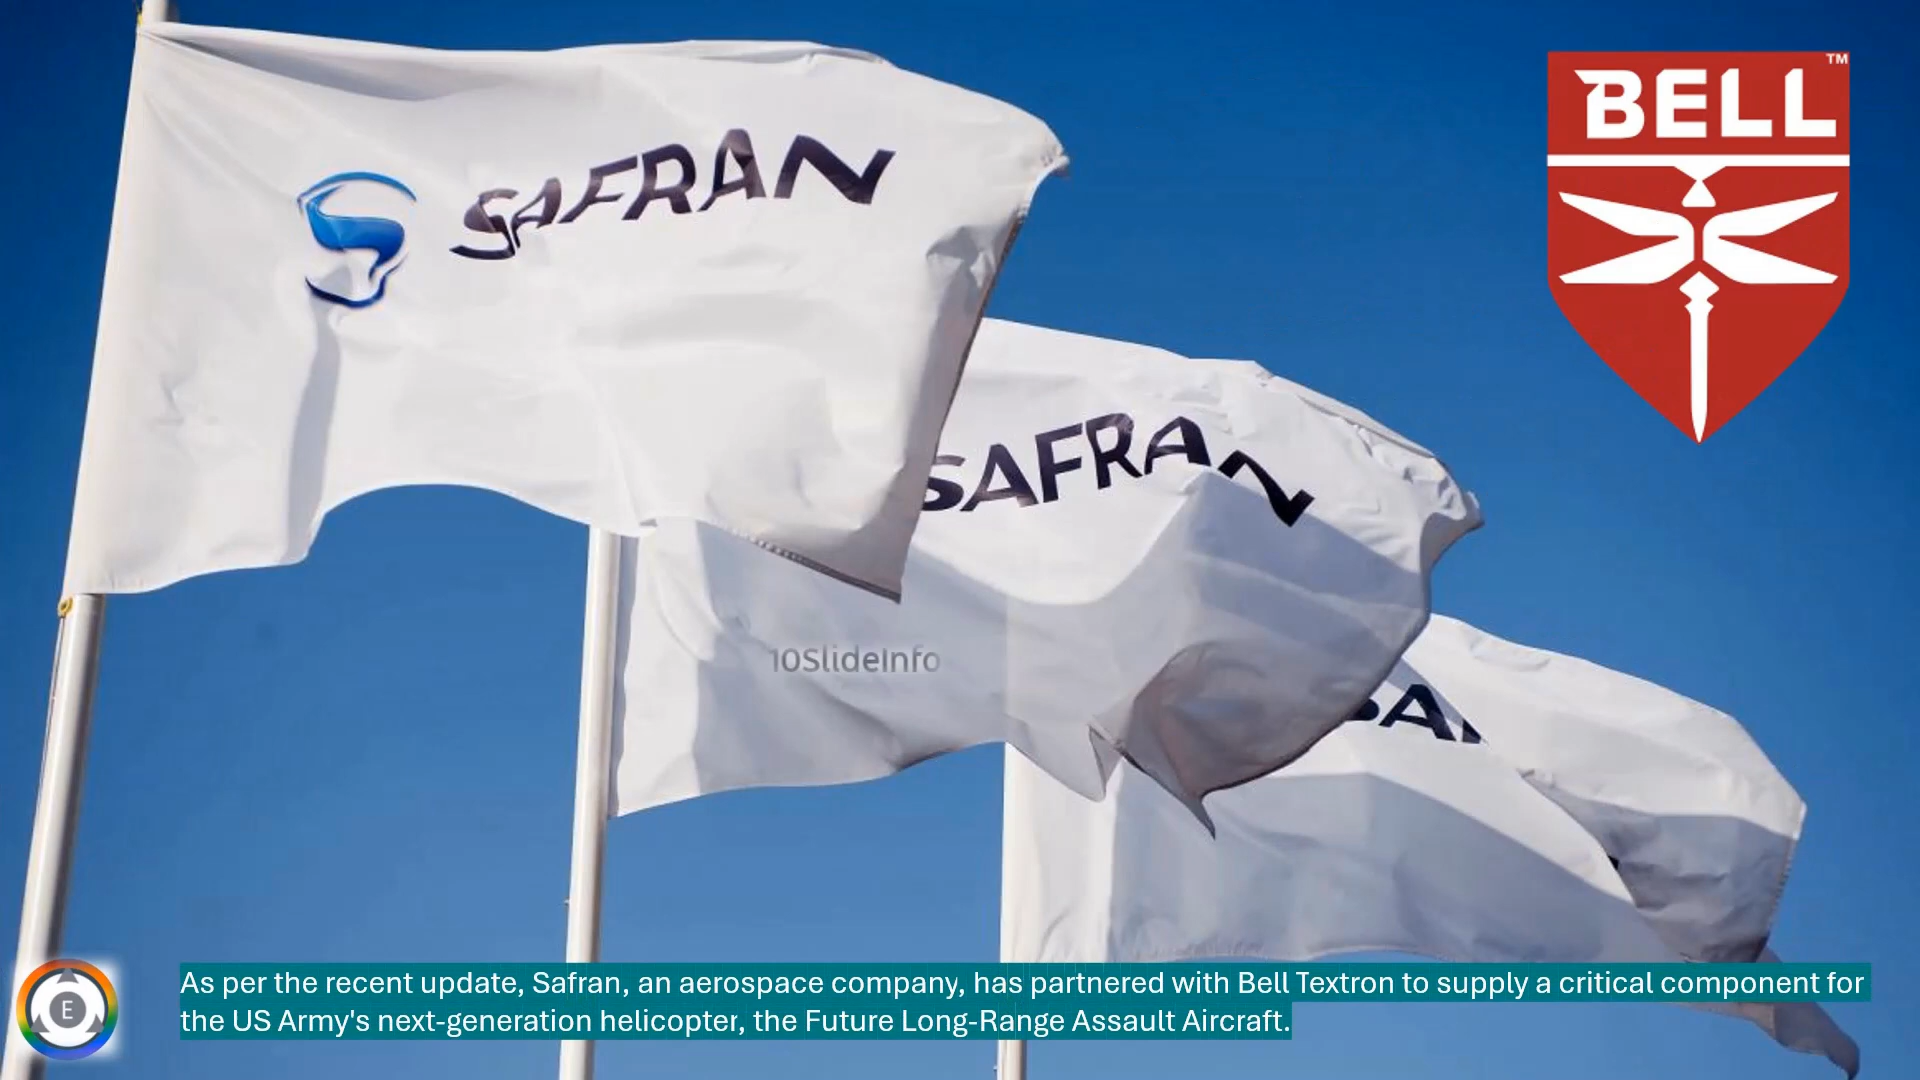 SAFRAN
BELL
TM
SAFRAN
10SlideInfo
SA
E
As per the recent update, Safran, an aerospace company, has partnered with Bell Textron to supply a critical component for
the US Army's next-generation helicopter, the Future Long-Range Assault Aircraft.